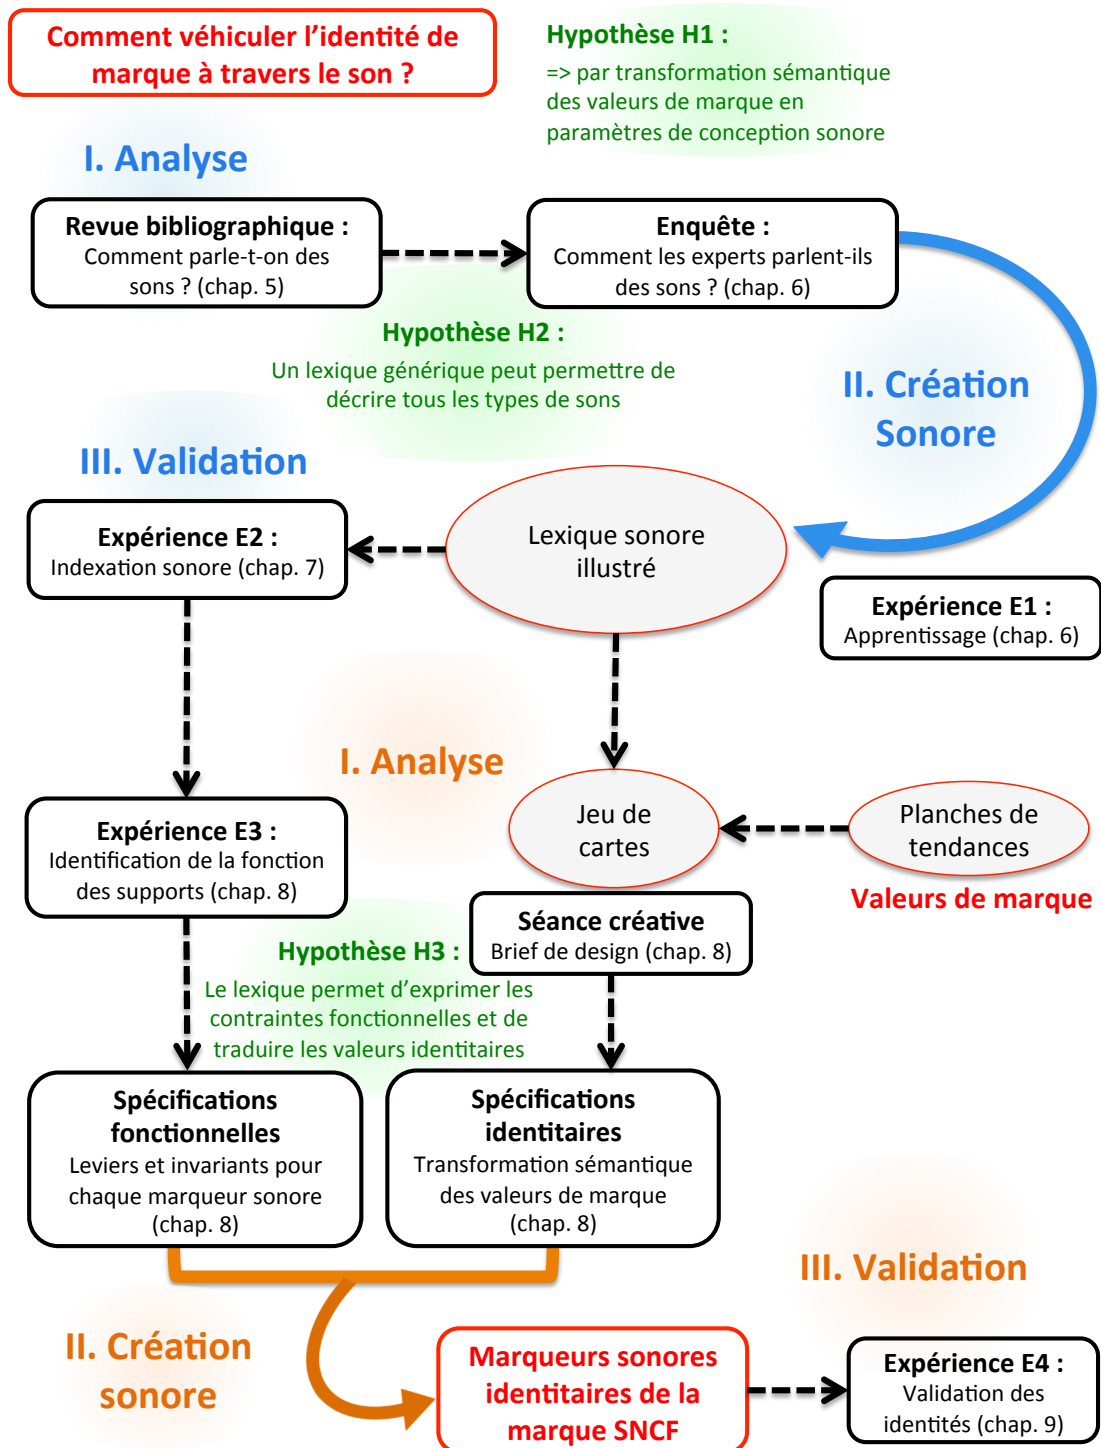 Comment véhiculer l’identité de
marque à travers le son ?
Hypothèse H1 :
=> par transformation sémantique
des valeurs de marque en
paramètres de conception sonore
I. Analyse
Revue bibliographique :
Comment parle-t-on des
sons ? (chap. 5)
Enquête :
Comment les experts parlent-ils
des sons ? (chap. 6)
Hypothèse H2 :
Un lexique générique peut permettre de
décrire tous les types de sons
II. Création
Sonore
III. Validation
Expérience E2 :
Indexation sonore (chap. 7)
Lexique sonore
illustré
Expérience E1 :
Apprentissage (chap. 6)
I. Analyse
Expérience E3 :
Identification de la fonction
des supports (chap. 8)
Jeu de
cartes
Planches de
tendances
Valeurs de marque
Séance créative
Brief de design (chap. 8)
Hypothèse H3 :
Le lexique permet d’exprimer les
contraintes fonctionnelles et de
traduire les valeurs identitaires
Spécifications
fonctionnelles
Leviers et invariants pour
chaque marqueur sonore
(chap. 8)
Spécifications
identitaires
Transformation sémantique
des valeurs de marque
(chap. 8)
III. Validation
II. Création
sonore
Marqueurs sonores
identitaires de la
marque SNCF
Expérience E4 :
Validation des
identités (chap. 9)